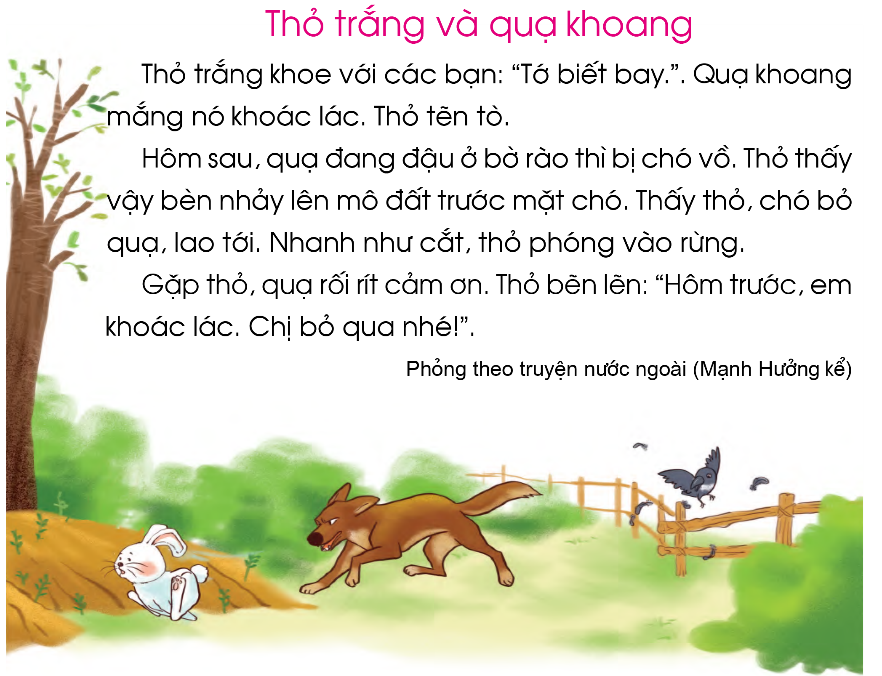 Thỏ trắng và quạ khoang
Thỏ trắng khoe với các bạn: “Tớ biết bay.”. Quạ khoang
mắng nó khoác lác. Thỏ tẽn tò.
Hôm sau, quạ đang đậu ở bờ rào thì bị chó vồ. Thỏ thấy
vậy bèn nhảy lên mô đất trước mặt chó. Thấy thỏ, chó bỏ
quạ, lao tới. Nhanh như cắt, thỏ phóng vào rừng.
Gặp thỏ, quạ rối rít cảm ơn. Thỏ bẽn lẽn: “Hôm trước, em
khoác lác. Chị bỏ qua nhé!”.
Phỏng theo truyện nước ngoài (Mạnh Hưởng kể)